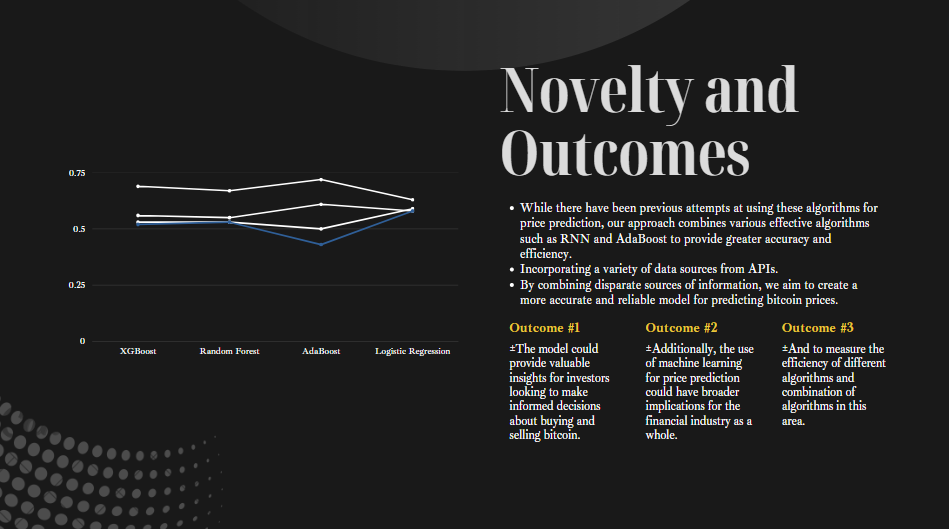 Novelty and
Outcomes
0.75
0.5
0.25
0
XGBoost
Random Forest
AdaBoost
Logistic Regression
While there have been previous attempts at using these algorithms for
price prediction, our approach combines various effective algorithms
such as RNN and AdaBoost to provide greater accuracy and
efficiency.
Incorporating a variety of data sources from APIs.
By combining disparate sources of information, we aim to create a
more accurate and reliable model for predicting bitcoin prices.
Outcome #1
±The model could
provide valuable
insights for investors
looking to make
informed decisions
about buying and
selling bitcoin.
Outcome #2
±Additionally, the use
of machine learning
for price prediction
could have broader
implications for the
financial industry as a
whole.
Outcome #3
±And to measure the
efficiency of different
algorithms and
combination of
algorithms in this
area.